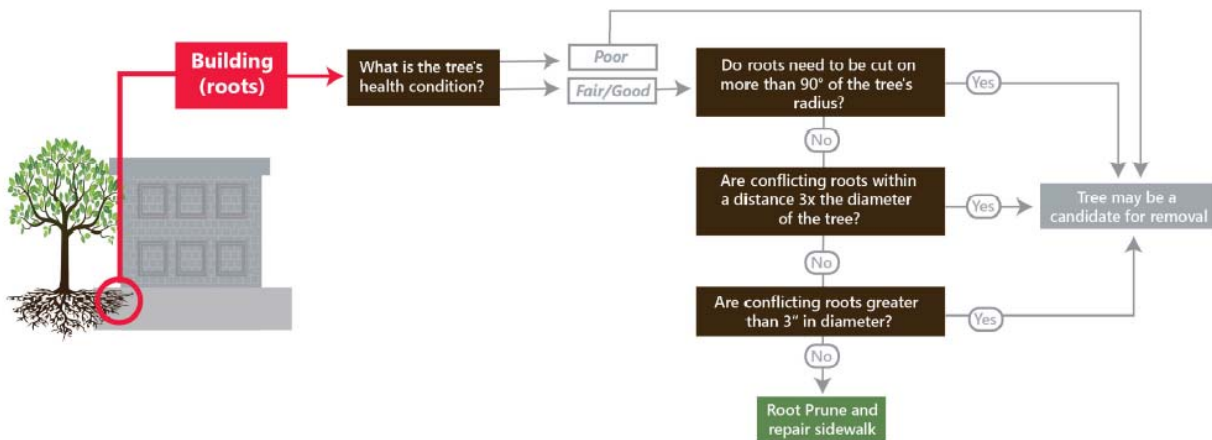 Building
(roots)
What is the tree's
health condition?
Poor
Fair/Good
Do roots need to be cut on
more than 90° of the tree's
radius?
Yes
No
Are conflicting roots within
a distance 3x the diameter
of the tree?
Yes
Tree may be a
candidate for removal
No
Are conflicting roots greater
than 3" in diameter?
Yes
No
Root Prune and
repair sidewalk